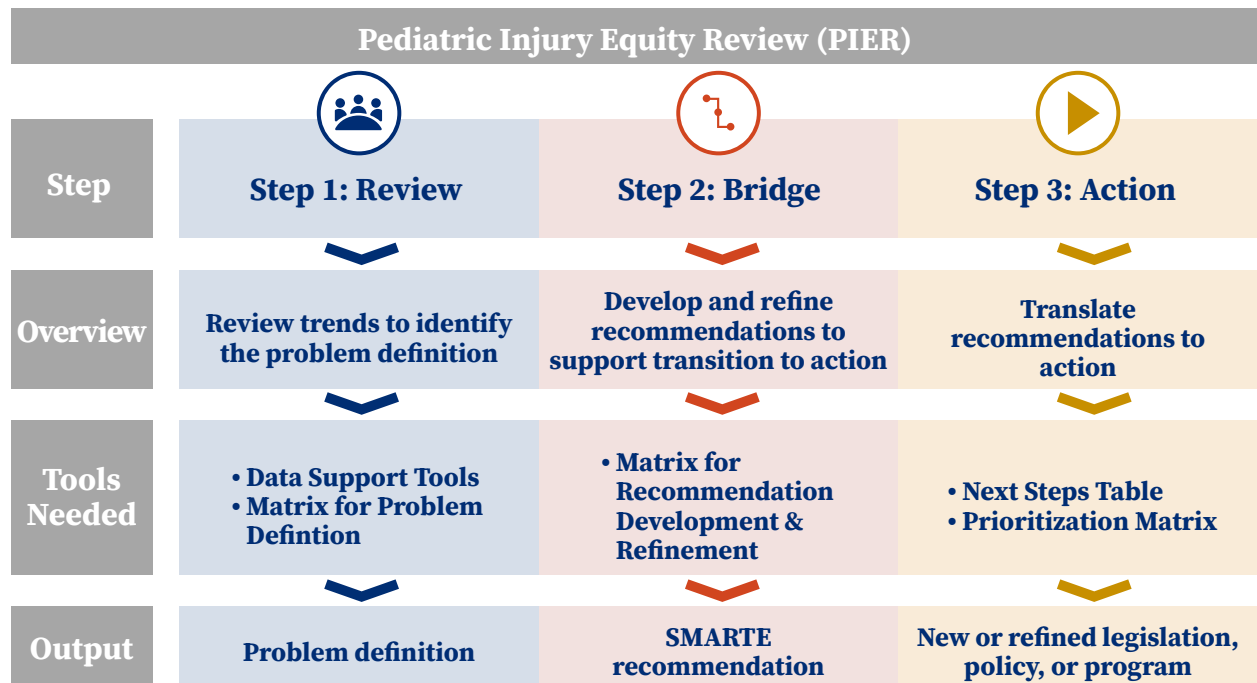 Pediatric Injury Equity Review (PIER)
Step
Step 1: Review
Step 2: Bridge
Step 3: Action
Overview
Review trends to identify
the problem definition
Develop and refine
recommendations to
support transition to action
Translate
recommendations to
action
Tools
Needed
• Data Support Tools
• Matrix for Problem
Defintion
• Matrix for
Recommendation
Development &
Refinement
• Next Steps Table
• Prioritization Matrix
Output
Problem definition
SMARTE
recommendation
New or refined legislation,
policy, or program